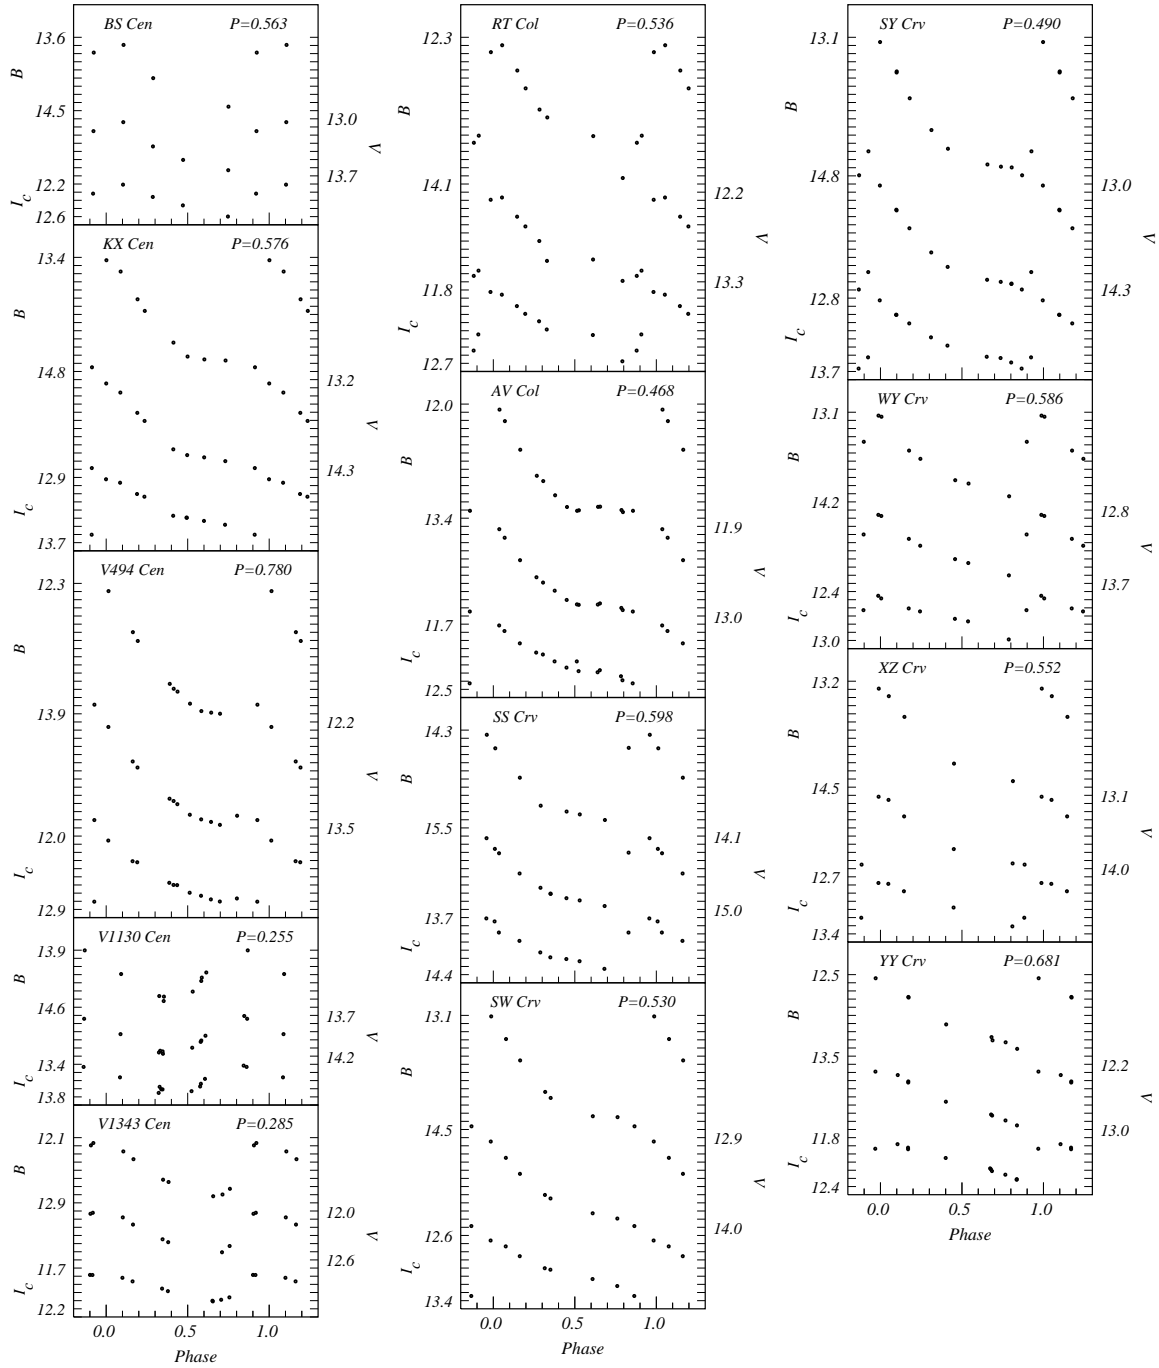 BS Cen P=0.563
13.6
B
14.5
13.0
V
13.7
12.2
I_c
12.6
KX Cen P=0.576
13.4
B
14.8
13.2
V
14.3
12.9
I_c
13.7
V494 Cen P=0.780
12.3
B
13.9
12.2
V
13.5
12.0
I_c
12.9
V1130 Cen P=0.255
13.9
B
14.6
13.7
V
14.2
13.4
I_c
13.8
V1343 Cen P=0.285
12.1
B
12.9
12.0
V
12.6
11.7
I_c
12.2
0.0 0.5 1.0
Phase
RT Col P=0.536
12.3
B
14.1
12.2
V
13.3
11.8
I_c
12.7
AV Col P=0.468
12.0
B
13.4
11.9
V
13.0
11.7
I_c
12.5
SS Crv P=0.598
14.3
B
15.5
14.1
V
15.0
13.7
I_c
14.4
SW Crv P=0.530
13.1
B
14.5
12.9
V
14.0
12.6
I_c
13.4
0.0 0.5 1.0
Phase
SY Crv P=0.490
13.1
B
14.8
13.0
V
14.3
12.8
I_c
13.7
WY Crv P=0.586
13.1
B
14.2
12.8
V
13.7
12.4
I_c
13.0
XZ Crv P=0.552
13.2
B
14.5
13.1
V
14.0
12.7
I_c
13.4
YY Crv P=0.681
12.5
B
13.5
12.2
V
13.0
11.8
I_c
12.4
0.0 0.5 1.0
Phase